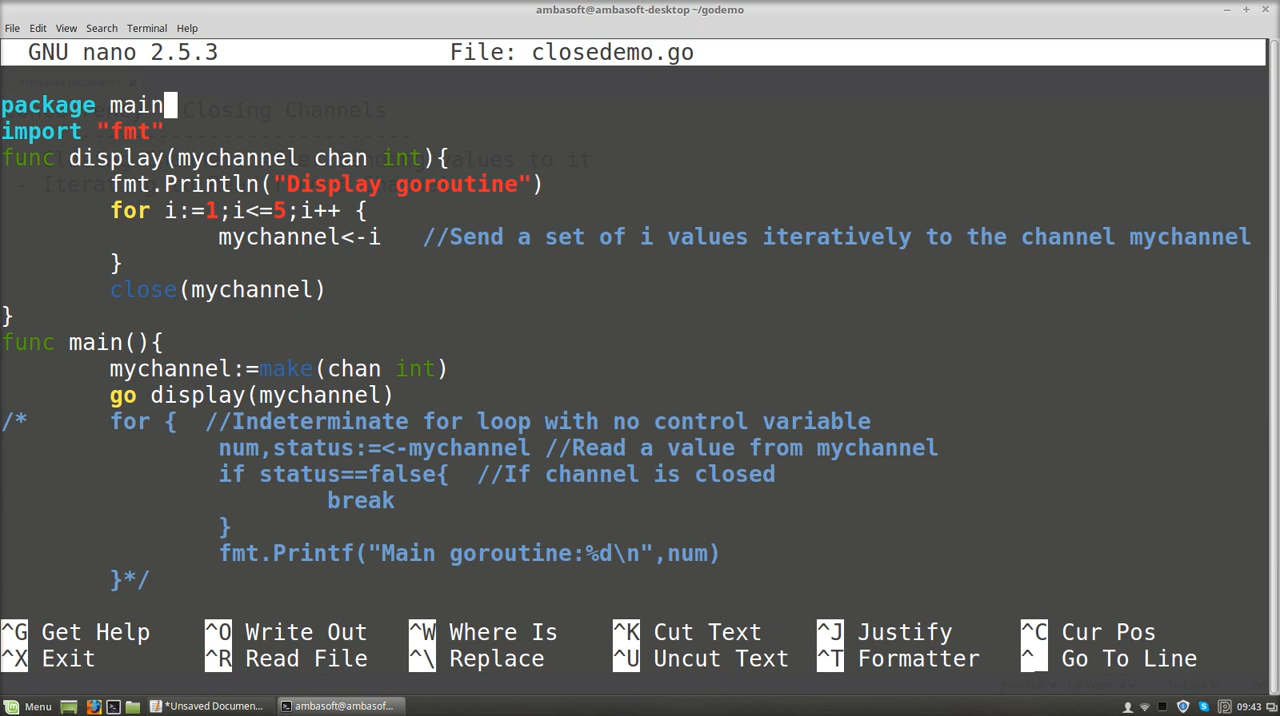 ambasoft@ambasoft-desktop ~/godemo
File Edit View Search Terminal Help
GNU nano 2.5.3 File: closedemo.go
Closing Channels
package main
import "fmt"
func display(mychannel chan int){
fmt.Println("Display goroutine")
for i:=1;i<=5;i++ {
mychannel<-i //Send a set of i values iteratively to the channel mychannel
}
close(mychannel)
}
func main(){
mychannel:=make(chan int)
go display(mychannel)
/* for { //Indeterminate for loop with no control variable
num,status:=<-mychannel //Read a value from mychannel
if status==false{ //If channel is closed
break
}
fmt.Printf("Main goroutine:%d\n",num)
}*/
^G Get Help ^O Write Out ^W Where Is ^K Cut Text ^J Justify ^C Cur Pos
^X Exit ^R Read File ^\ Replace ^U Uncut Text ^T Formatter ^_ Go To Line
Menu *Unsaved Documen... ambasoft@ambasof... 09:43